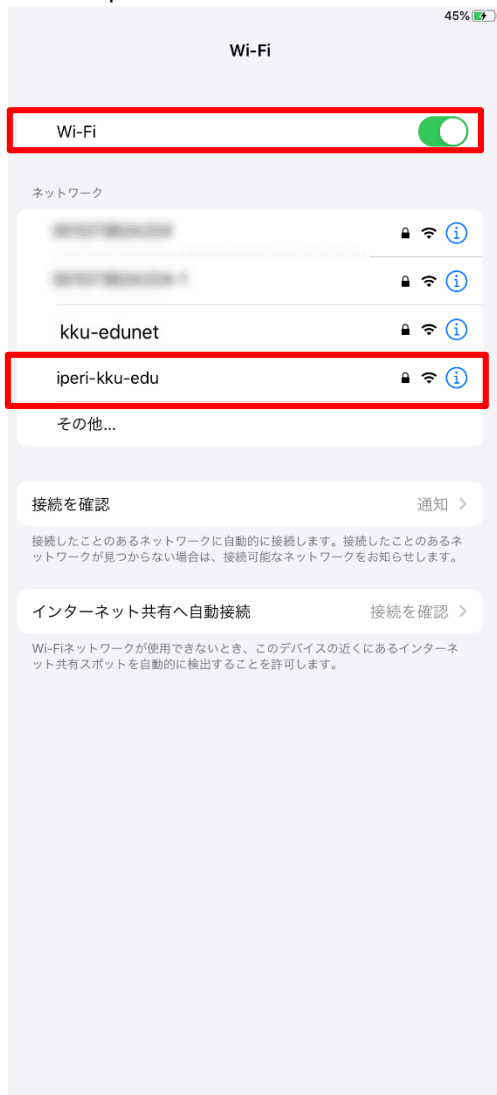 45%
Wi-Fi
Wi-Fi
ネットワーク
kku-edunet
iperi-kku-edu
その他...
接続を確認 通知
接続したことのあるネットワークに自動的に接続します。接続したことのあるネ
ットワークが見つからない場合は、接続可能なネットワークをお知らせします。
インターネット共有へ自動接続 接続を確認
Wi-Fiネットワークが使用できないとき、このデバイスの近くにあるインターネ
ット共有スポットを自動的に検出することを許可します。